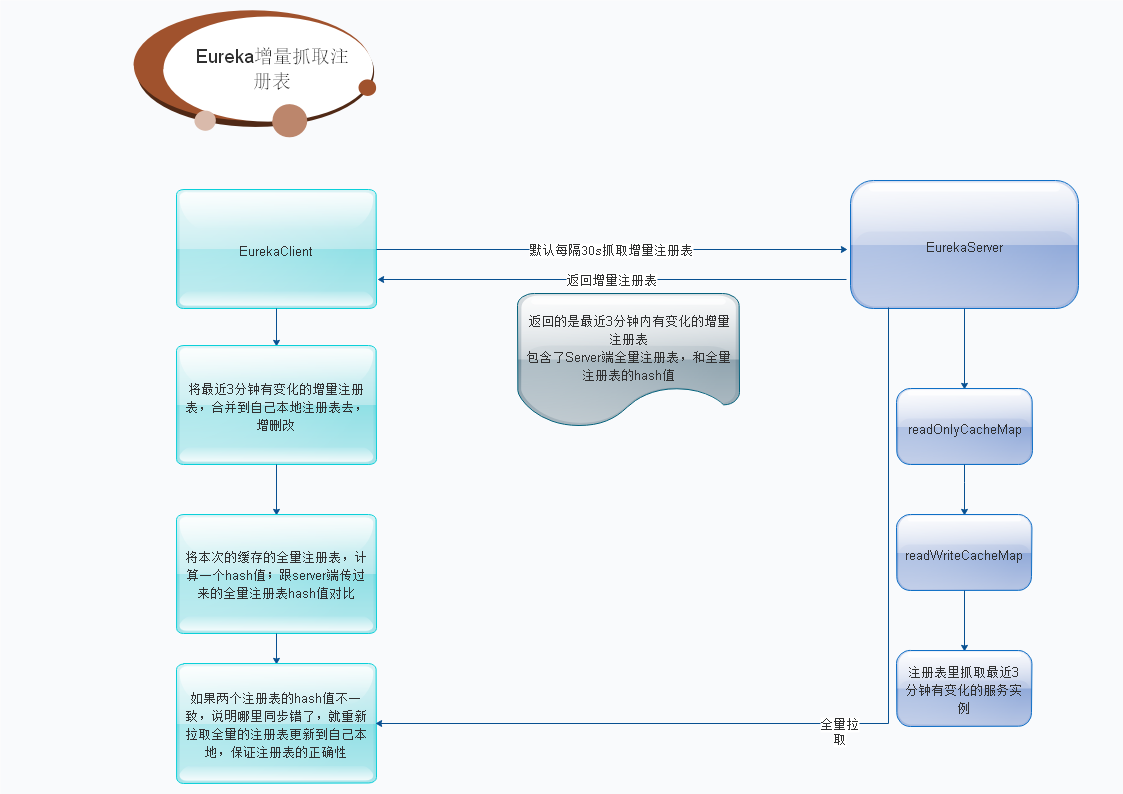 Eureka增量抓取注
册表
EurekaClient
默认每隔30s抓取增量注册表
EurekaServer
返回增量注册表
返回的是最近3分钟内有变化的增量
注册表
包含了Server端全量注册表，和全量
注册表的hash值
将最近3分钟有变化的增量注册
表，合并到自己本地注册表去，
增删改
readOnlyCacheMap
将本次的缓存的全量注册表，计
算一个hash值；跟server端传过
来的全量注册表hash值对比
readWriteCacheMap
如果两个注册表的hash值不一
致，说明哪里同步错了，就重新
拉取全量的注册表更新到自己本
地，保证注册表的正确性
全量拉
取
注册表里抓取最近3
分钟有变化的服务实
例